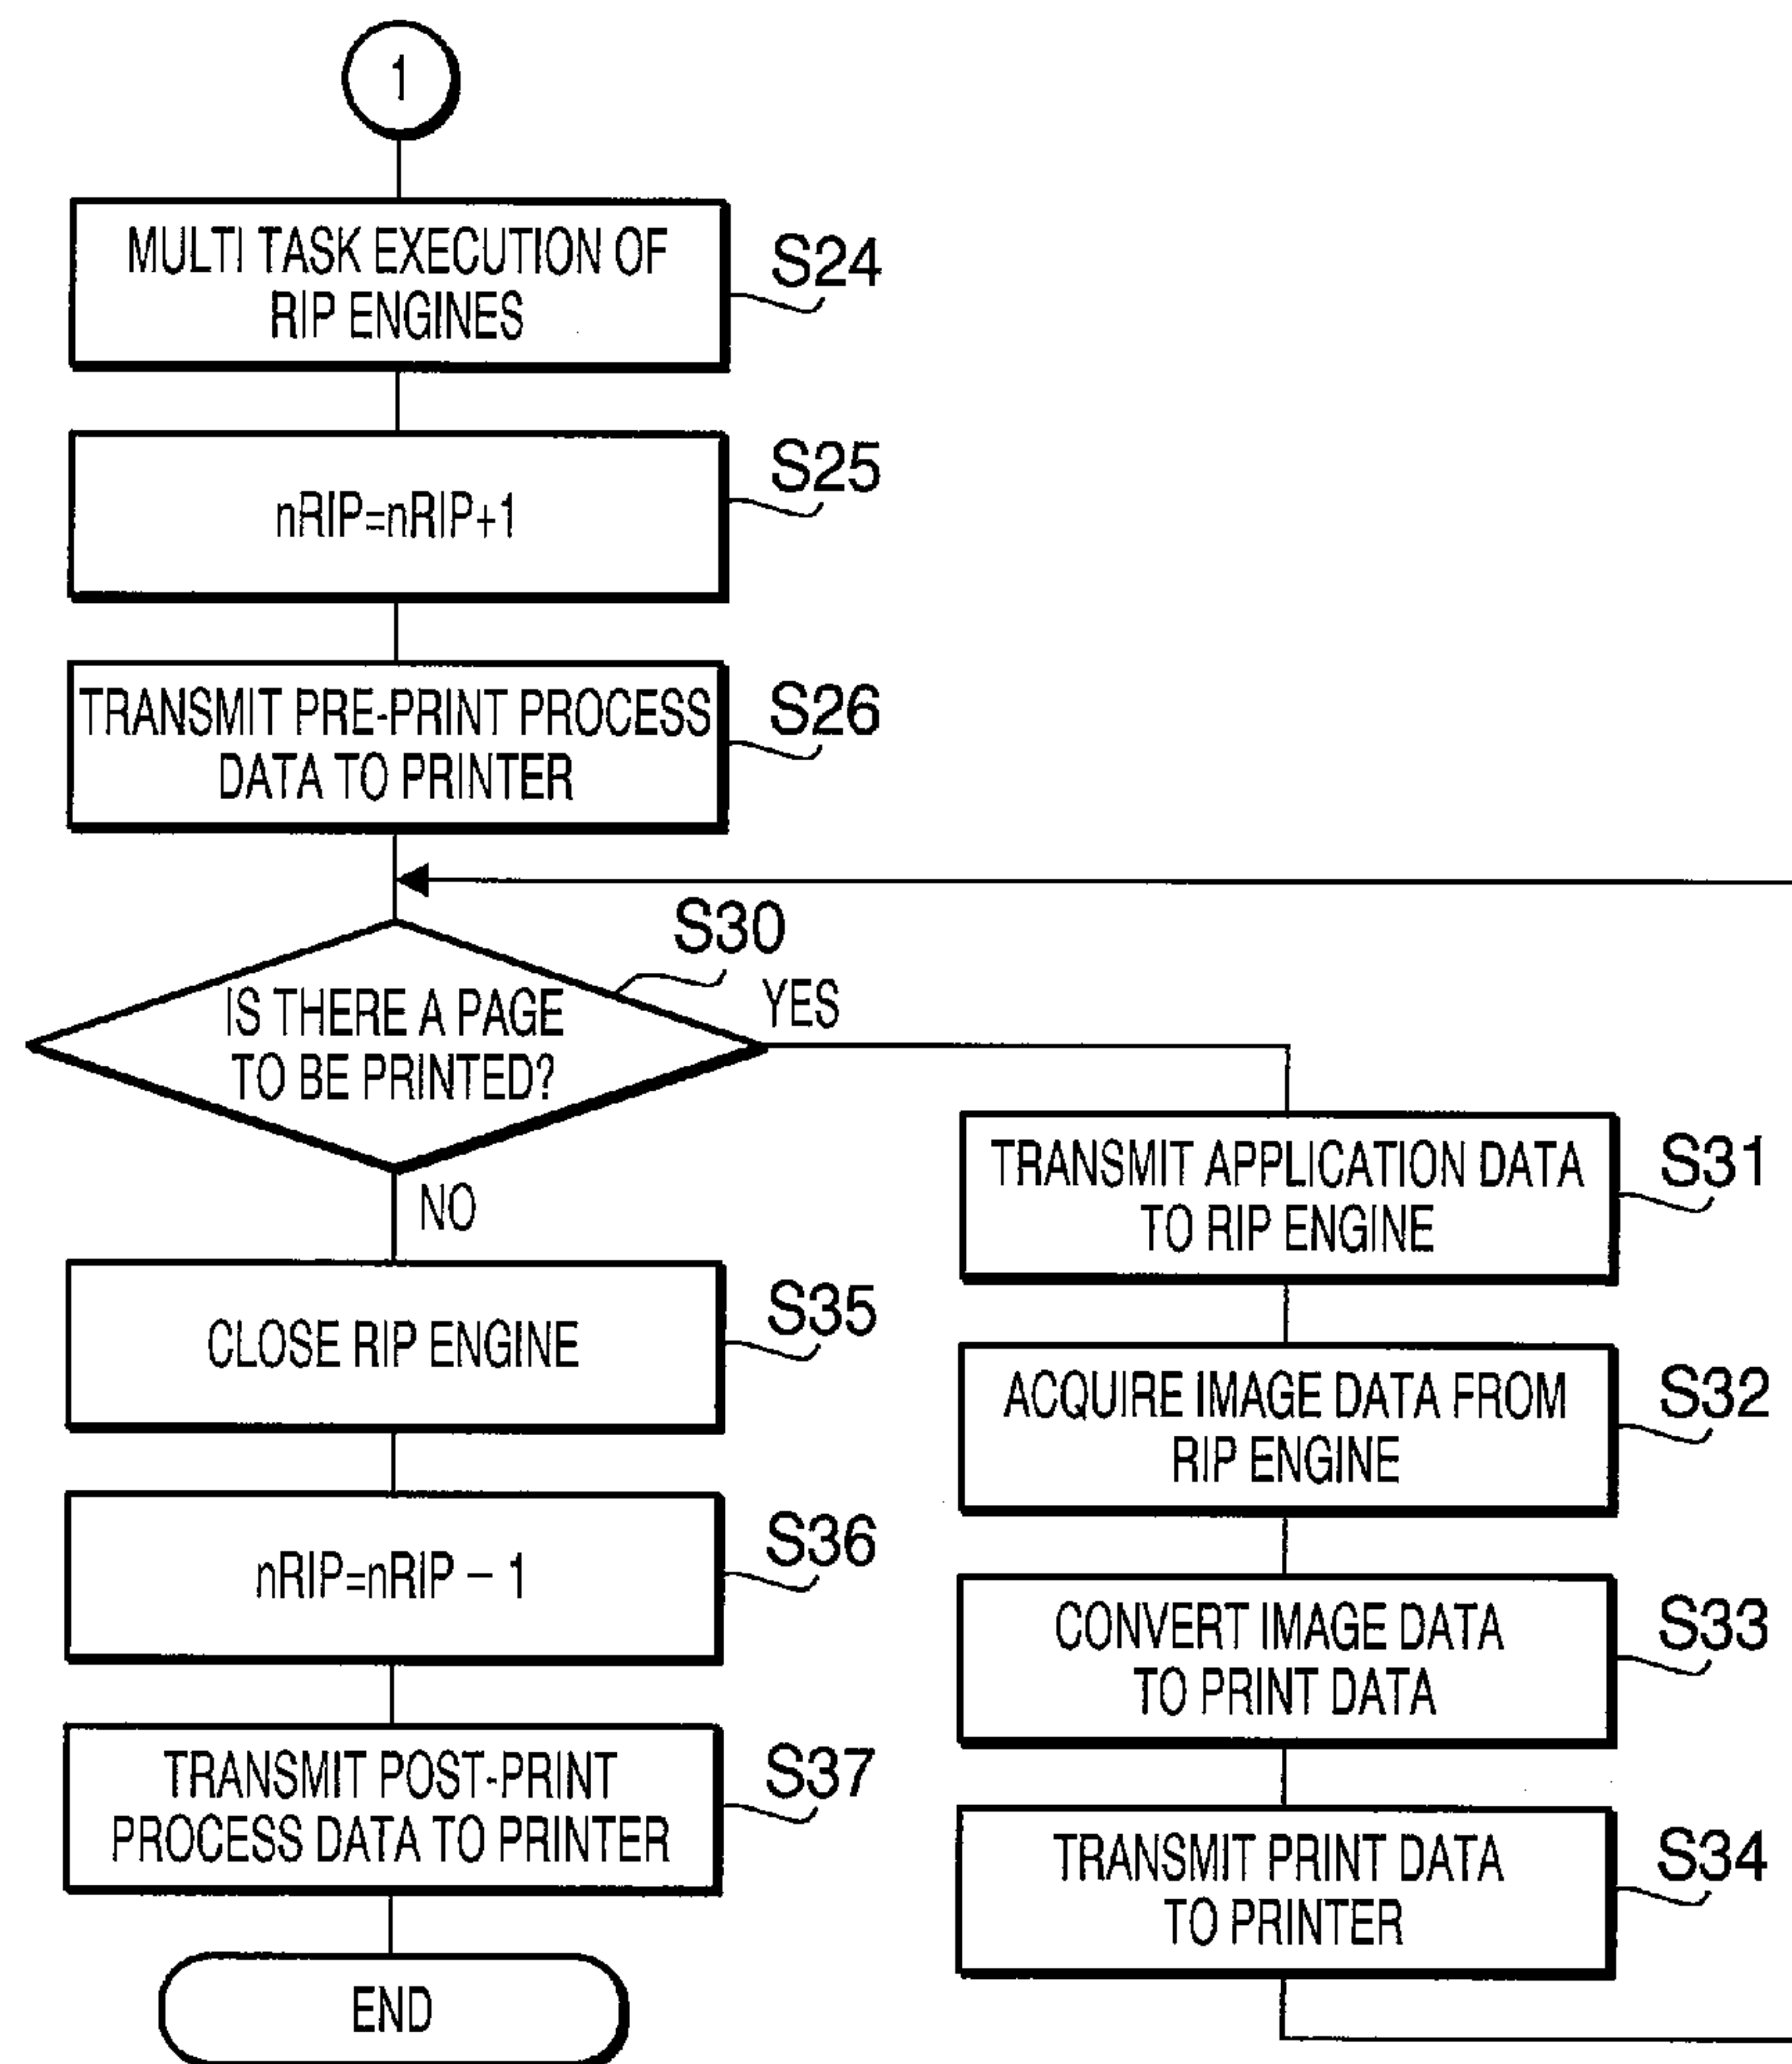 1
MULTI TASK EXECUTION OF
RIP ENGINES
S24
nRIP=nRIP+1
S25
TRANSMIT PRE-PRINT PROCESS
DATA TO PRINTER
S26
S30
IS THERE A PAGE
TO BE PRINTED?
YES
NO
TRANSMIT APPLICATION DATA
TO RIP ENGINE
S31
ACQUIRE IMAGE DATA FROM
RIP ENGINE
S32
CONVERT IMAGE DATA
TO PRINT DATA
S33
TRANSMIT PRINT DATA
TO PRINTER
S34
CLOSE RIP ENGINE
S35
nRIP=nRIP – 1
S36
TRANSMIT POST-PRINT
PROCESS DATA TO PRINTER
S37
END